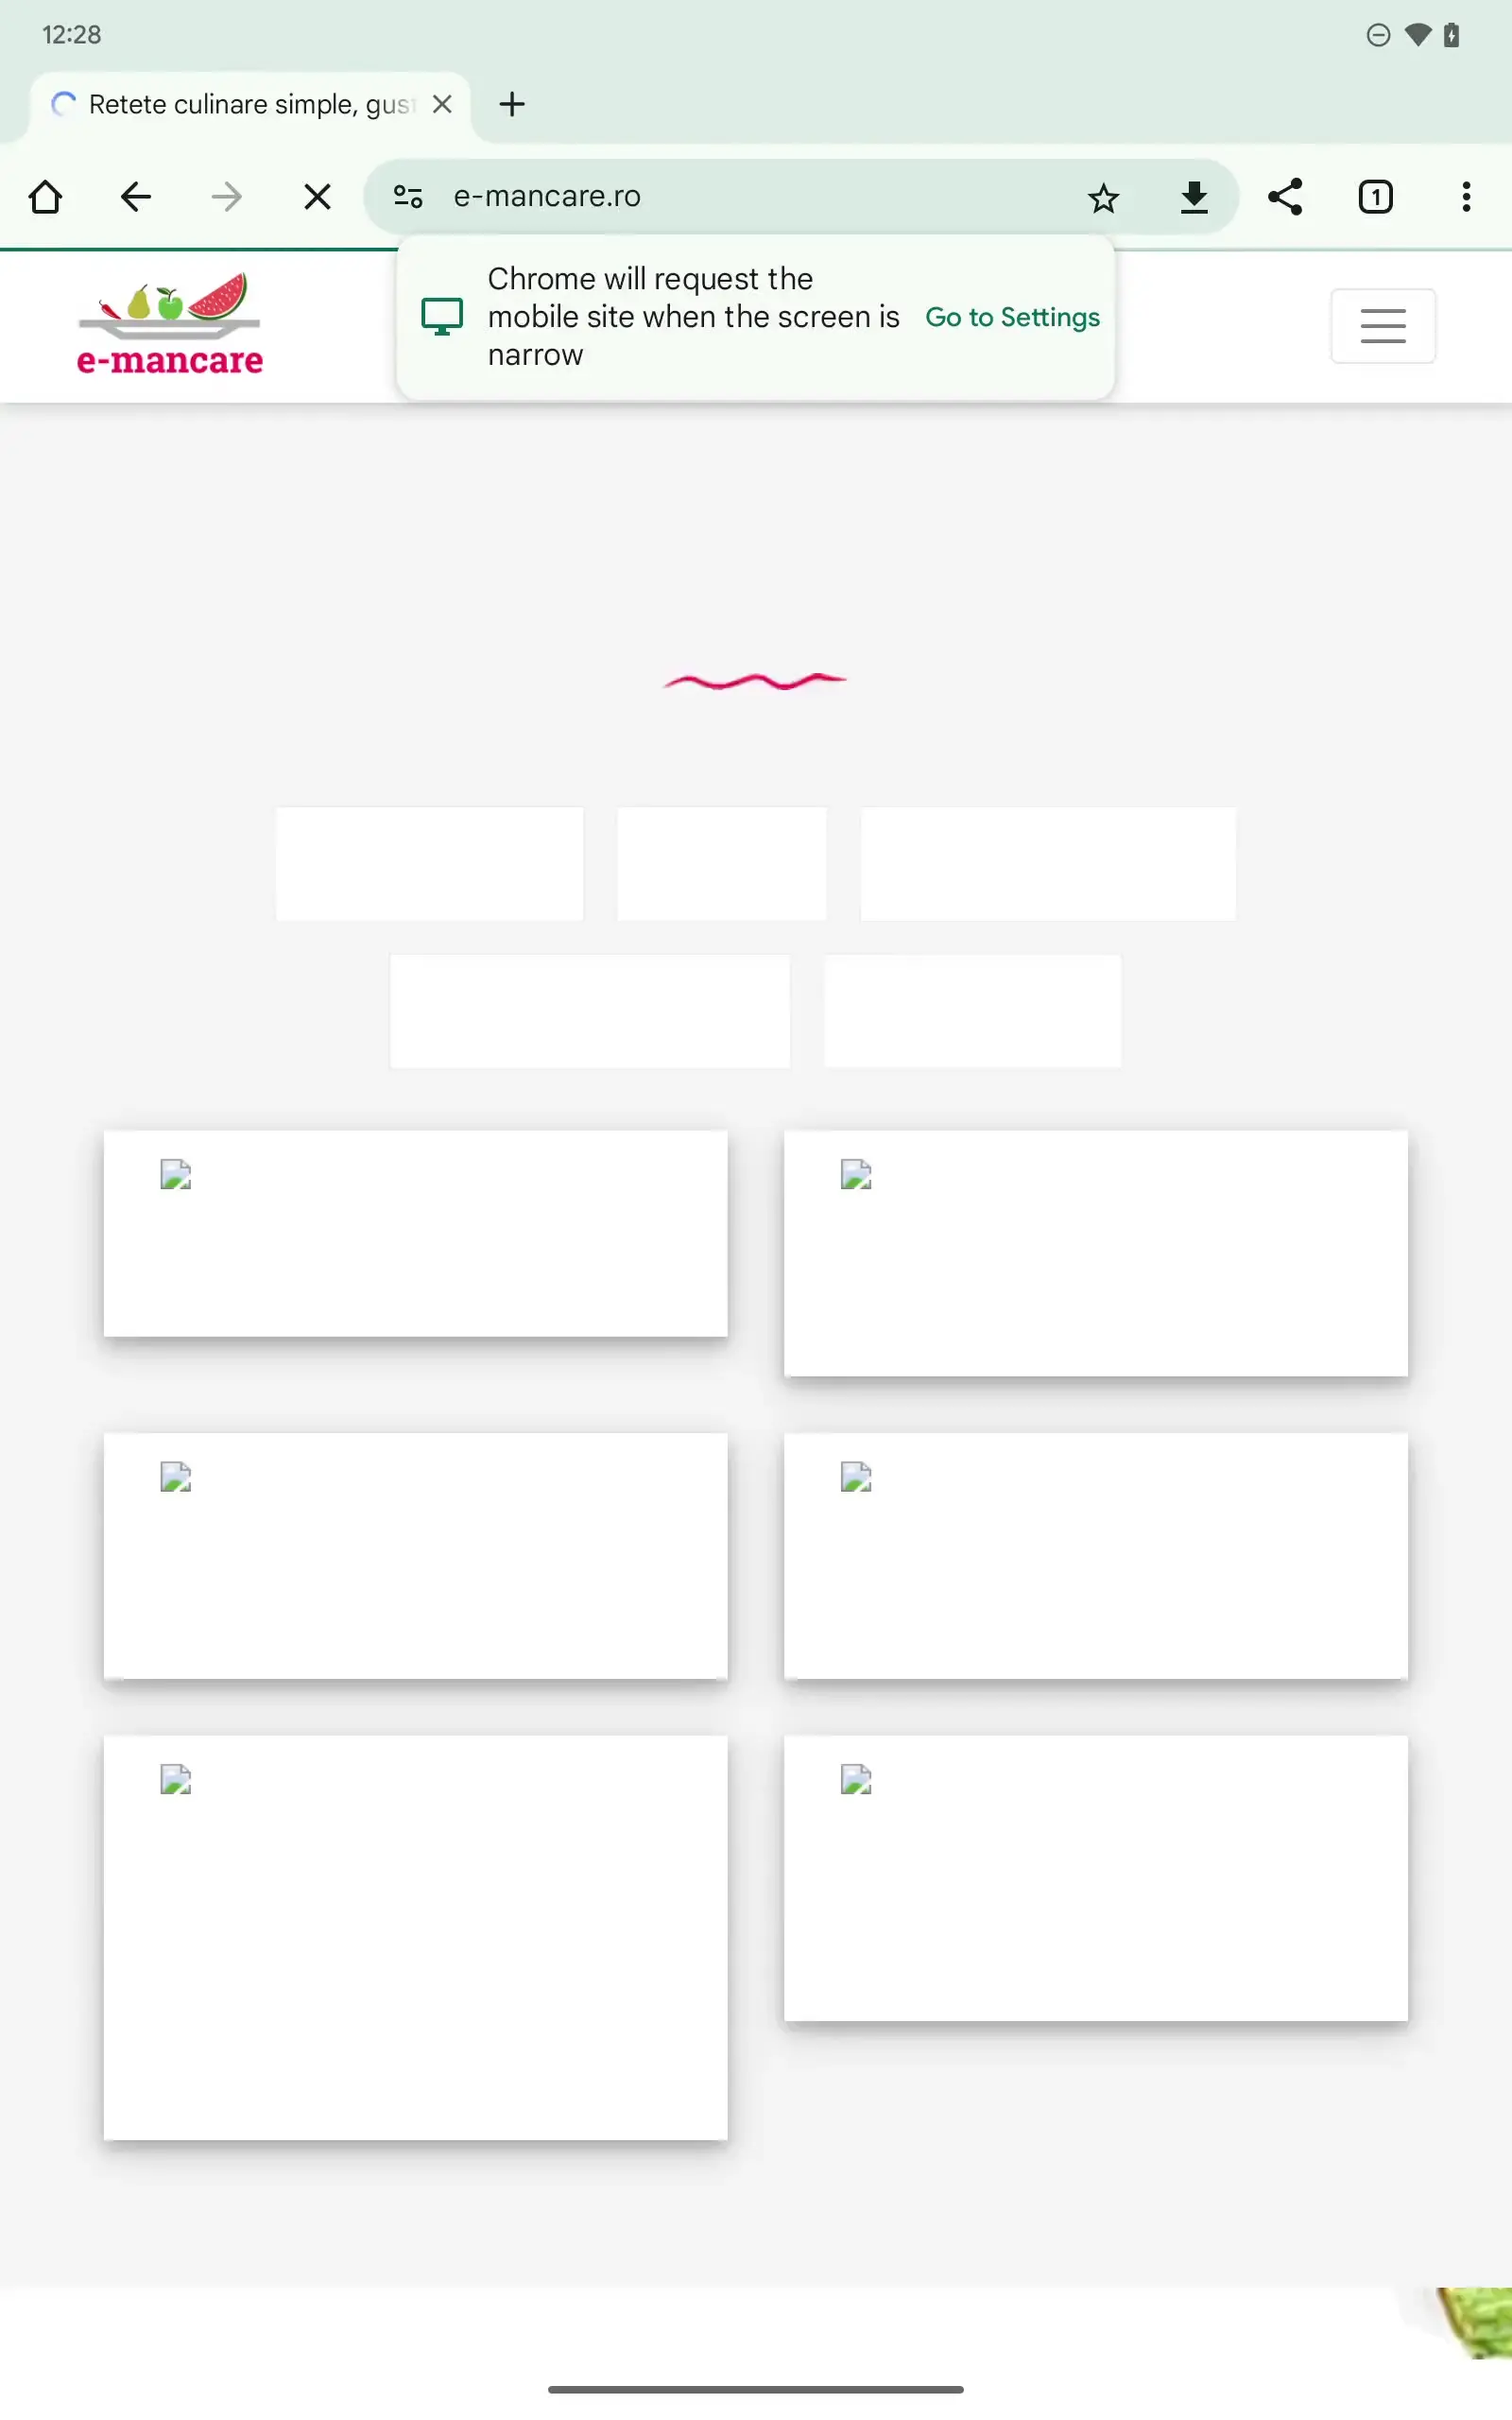 12:28
Retete culinare simple, gus
e-mancare.ro
1
Chrome will request the
mobile site when the screen is
narrow
Go to Settings
e-mancare